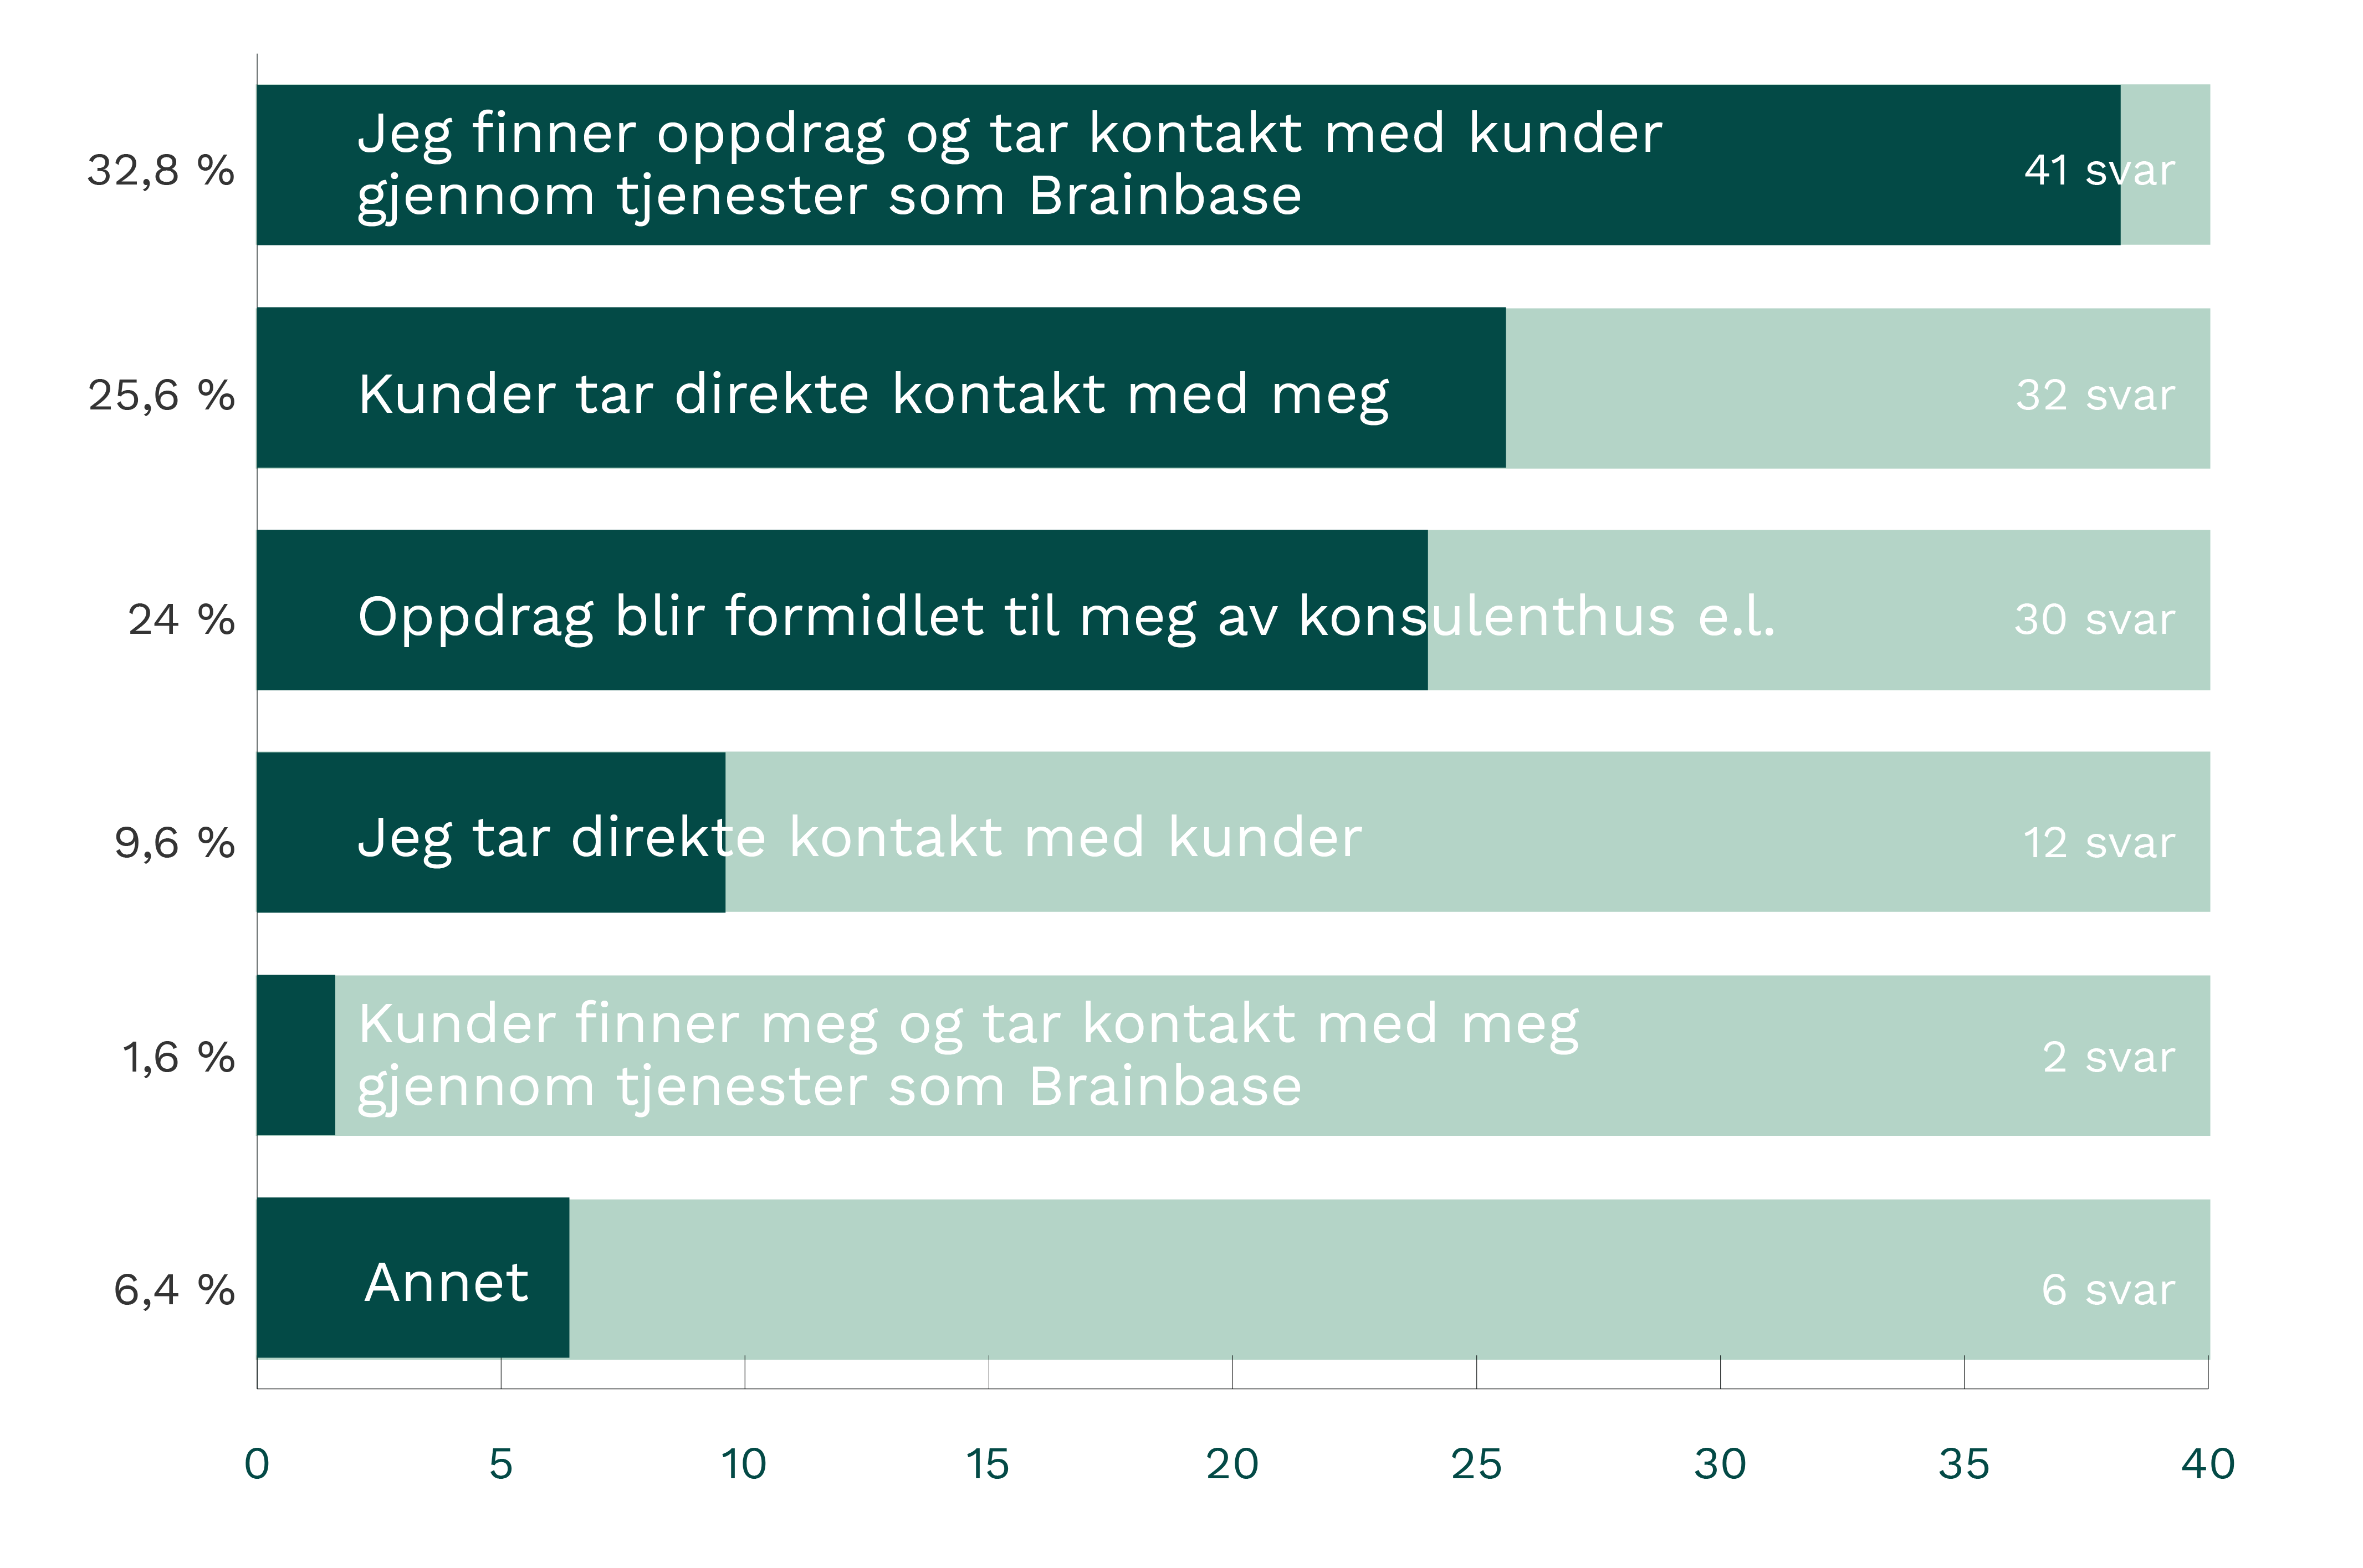 32,8 %
Jeg finner oppdrag og tar kontakt med kunder
gjennom tjenester som Brainbase
41 svar
25,6 %
Kunder tar direkte kontakt med meg
32 svar
24 %
Oppdrag blir formidlet til meg av konsulenthus e.l.
30 svar
9,6 %
Jeg tar direkte kontakt med kunder
12 svar
1,6 %
Kunder finner meg og tar kontakt med meg
gjennom tjenester som Brainbase
2 svar
6,4 %
Annet
6 svar
0 5 10 15 20 25 30 35 40